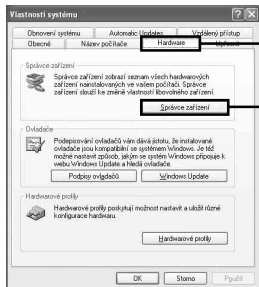 Vlastnosti systému
Obnovení systému Automatic Updates Vzdálený přístup
Obecné Název počítače Hardware Upřesnit
Správce zařízení
Správce zařízení zobrazí seznam všech hardwarových
zařízení nainstalovaných ve vašem počítači. Správce
zařízení slouží ke změně vlastností libovolného zařízení.
Správce zařízení
Ovladače
Podepisování ovladačů vám dává jistotu, že instalované
ovladače jsou kompatibilní se systémem Windows. Je též
možné nastavit způsob, jakým se systém Windows připojuje k
webu Windows Update a hledá ovladače.
Podpisy ovladačů Windows Update
Hardwarové profily
Hardwarové profily poskytují možnost nastavit a uložit různé
konfigurace hardwaru.
Hardwarové profily
OK Storno Použít